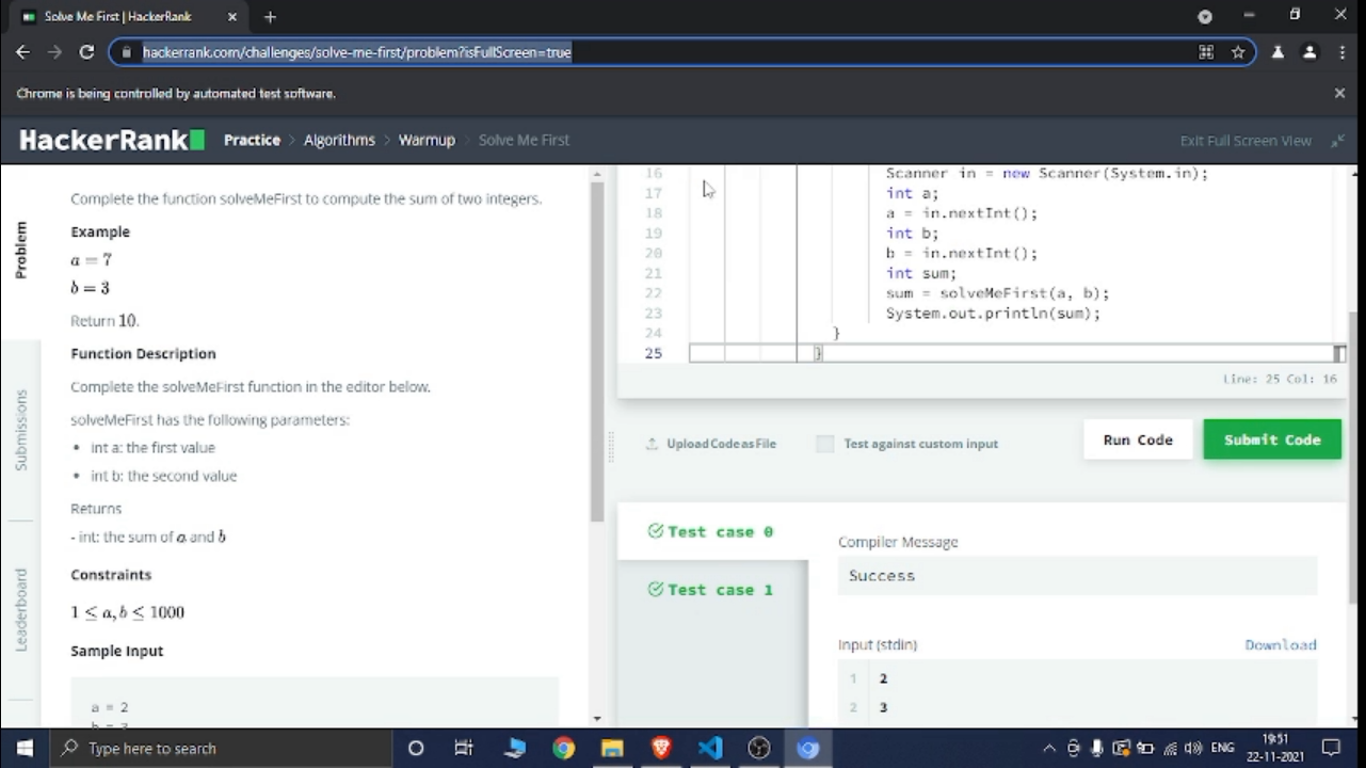 Solve Me First | HackerRank
hackerrank.com/challenges/solve-me-first/problem?isFullScreen=true
Chrome is being controlled by automated test software.
HackerRank Practice > Algorithms > Warmup > Solve Me First Exit Full Screen View
Problem
Submissions
Leaderboard
Complete the function solveMeFirst to compute the sum of two integers.
Example
a = 7
b = 3
Return 10.
Function Description
Complete the solveMeFirst function in the editor below.
solveMeFirst has the following parameters:
• int a: the first value
• int b: the second value
Returns
- int: the sum of a and b
Constraints
1 ≤ a, b ≤ 1000
Sample Input
a = 2
b = 3
16 Scanner in = new Scanner(System.in);
17 int a;
18 a = in.nextInt();
19 int b;
20 b = in.nextInt();
21 int sum;
22 sum = solveMeFirst(a, b);
23 System.out.println(sum);
24 }
25 }
Line: 25 Col: 16
Upload Code as File Test against custom input Run Code Submit Code
Test case 0
Test case 1
Compiler Message
Success
Input (stdin) Download
1 2
2 3
Type here to search
ENG
19:51
22-11-2021